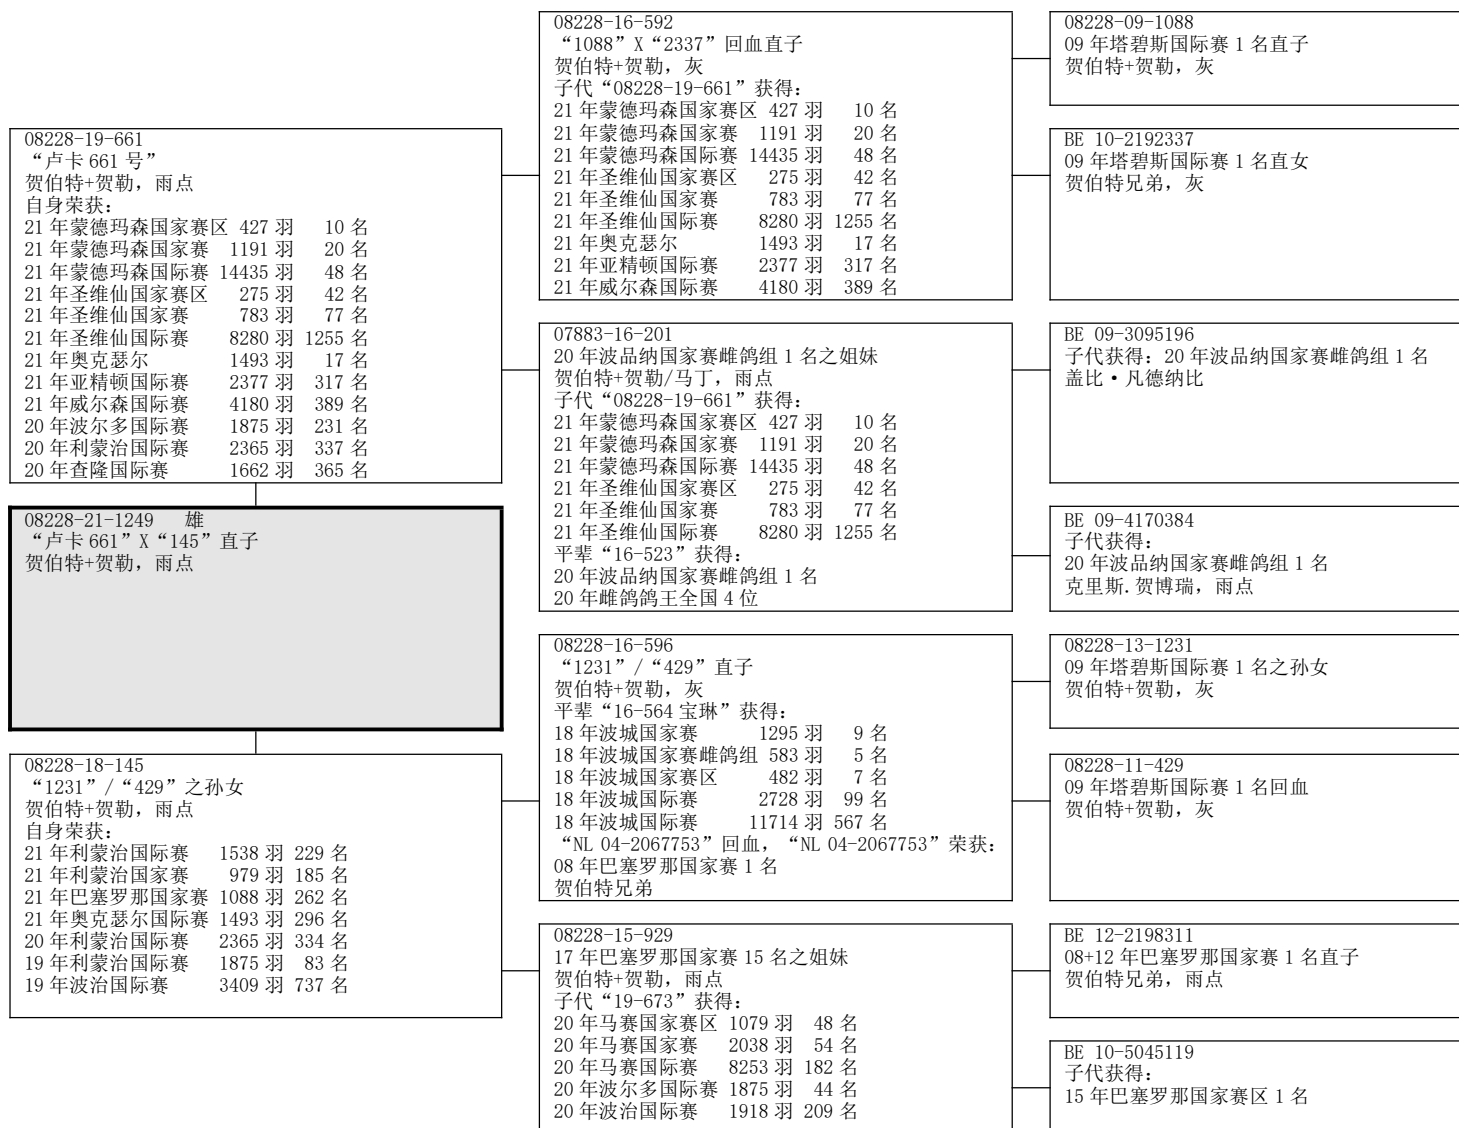 08228-19-661
“卢卡 661 号”
贺伯特+贺勒，雨点
自身荣获：
21 年蒙德玛森国家赛区 427 羽 10 名
21 年蒙德玛森国家赛 1191 羽 20 名
21 年蒙德玛森国际赛 14435 羽 48 名
21 年圣维仙国家赛区 275 羽 42 名
21 年圣维仙国家赛 783 羽 77 名
21 年圣维仙国际赛 8280 羽 1255 名
21 年奥克瑟尔 1493 羽 17 名
21 年亚精顿国际赛 2377 羽 317 名
21 年威尔森国际赛 4180 羽 389 名
20 年波尔多国际赛 1875 羽 231 名
20 年利蒙治国际赛 2365 羽 337 名
20 年查隆国际赛 1662 羽 365 名
08228-21-1249 雄
“卢卡 661”X“145”直子
贺伯特+贺勒，雨点
08228-18-145
“1231”/“429”之孙女
贺伯特+贺勒，雨点
自身荣获：
21 年利蒙治国际赛 1538 羽 229 名
21 年利蒙治国家赛 979 羽 185 名
21 年巴塞罗那国家赛 1088 羽 262 名
21 年奥克瑟尔国际赛 1493 羽 296 名
20 年利蒙治国际赛 2365 羽 334 名
19 年利蒙治国际赛 1875 羽 83 名
19 年波治国际赛 3409 羽 737 名
08228-16-592
“1088”X“2337”回血直子
贺伯特+贺勒，灰
子代“08228-19-661”获得：
21 年蒙德玛森国家赛区 427 羽 10 名
21 年蒙德玛森国家赛 1191 羽 20 名
21 年蒙德玛森国际赛 14435 羽 48 名
21 年圣维仙国家赛区 275 羽 42 名
21 年圣维仙国家赛 783 羽 77 名
21 年圣维仙国际赛 8280 羽 1255 名
21 年奥克瑟尔 1493 羽 17 名
21 年亚精顿国际赛 2377 羽 317 名
21 年威尔森国际赛 4180 羽 389 名
07883-16-201
20 年波品纳国家赛雌鸽组 1 名之姐妹
贺伯特+贺勒/马丁，雨点
子代“08228-19-661”获得：
21 年蒙德玛森国家赛区 427 羽 10 名
21 年蒙德玛森国家赛 1191 羽 20 名
21 年蒙德玛森国际赛 14435 羽 48 名
21 年圣维仙国家赛区 275 羽 42 名
21 年圣维仙国家赛 783 羽 77 名
21 年圣维仙国际赛 8280 羽 1255 名
平辈“16-523”获得：
20 年波品纳国家赛雌鸽组 1 名
20 年雌鸽鸽王全国 4 位
08228-16-596
“1231”/“429”直子
贺伯特+贺勒，灰
平辈“16-564 宝琳”获得：
18 年波城国家赛 1295 羽 9 名
18 年波城国家赛雌鸽组 583 羽 5 名
18 年波城国家赛区 482 羽 7 名
18 年波城国际赛 2728 羽 99 名
18 年波城国际赛 11714 羽 567 名
“NL 04-2067753”回血，“NL 04-2067753”荣获：
08 年巴塞罗那国家赛 1 名
贺伯特兄弟
08228-15-929
17 年巴塞罗那国家赛 15 名之姐妹
贺伯特+贺勒，雨点
子代“19-673”获得：
20 年马赛国家赛区 1079 羽 48 名
20 年马赛国家赛 2038 羽 54 名
20 年马赛国际赛 8253 羽 182 名
20 年波尔多国际赛 1875 羽 44 名
20 年波治国际赛 1918 羽 209 名
08228-09-1088
09 年塔碧斯国际赛 1 名直子
贺伯特+贺勒，灰
BE 10-2192337
09 年塔碧斯国际赛 1 名直女
贺伯特兄弟，灰
BE 09-3095196
子代获得：20 年波品纳国家赛雌鸽组 1 名
盖比·凡德纳比
BE 09-4170384
子代获得：
20 年波品纳国家赛雌鸽组 1 名
克里斯.贺博瑞，雨点
08228-13-1231
09 年塔碧斯国际赛 1 名之孙女
贺伯特+贺勒，灰
08228-11-429
09 年塔碧斯国际赛 1 名回血
贺伯特+贺勒，灰
BE 12-2198311
08+12 年巴塞罗那国家赛 1 名直子
贺伯特兄弟，雨点
BE 10-5045119
子代获得：
15 年巴塞罗那国家赛区 1 名